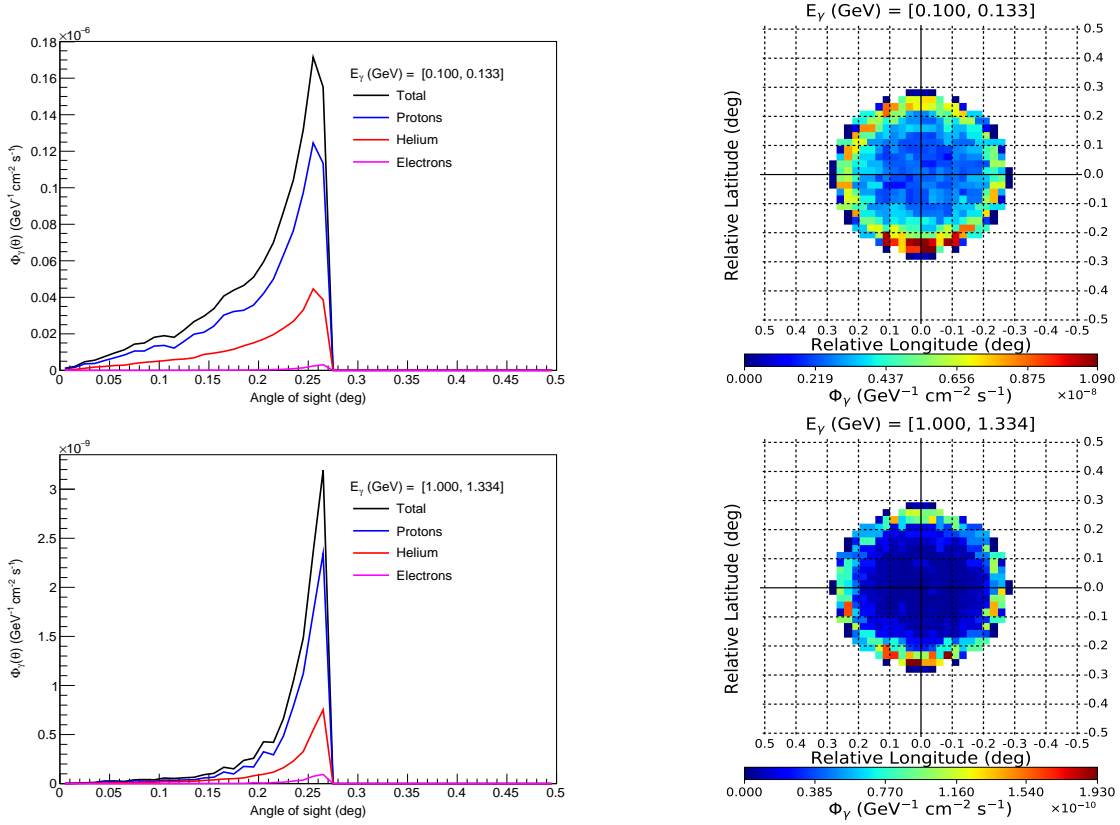 ×10⁻⁶
0.18
0.16
0.14
0.12
0.1
0.08
0.06
0.04
0.02
0
Φ_γ(θ) (GeV⁻¹ cm⁻² s⁻¹)
E_γ (GeV) = [0.100, 0.133]
Total
Protons
Helium
Electrons
0 0.05 0.1 0.15 0.2 0.25 0.3 0.35 0.4 0.45 0.5
Angle of sight (deg)
E_γ (GeV) = [0.100, 0.133]
0.5
0.4
0.3
0.2
0.1
0.0
-0.1
-0.2
-0.3
-0.4
-0.5
Relative Latitude (deg)
0.5 0.4 0.3 0.2 0.1 0.0 -0.1 -0.2 -0.3 -0.4 -0.5
Relative Longitude (deg)
0.000 0.219 0.437 0.656 0.875 1.090
×10⁻⁸
Φ_γ (GeV⁻¹ cm⁻² s⁻¹)
×10⁻⁹
3
2.5
2
1.5
1
0.5
0
Φ_γ(θ) (GeV⁻¹ cm⁻² s⁻¹)
E_γ (GeV) = [1.000, 1.334]
Total
Protons
Helium
Electrons
0 0.05 0.1 0.15 0.2 0.25 0.3 0.35 0.4 0.45 0.5
Angle of sight (deg)
E_γ (GeV) = [1.000, 1.334]
0.5
0.4
0.3
0.2
0.1
0.0
-0.1
-0.2
-0.3
-0.4
-0.5
Relative Latitude (deg)
0.5 0.4 0.3 0.2 0.1 0.0 -0.1 -0.2 -0.3 -0.4 -0.5
Relative Longitude (deg)
0.000 0.385 0.770 1.160 1.540 1.930
×10⁻¹⁰
Φ_γ (GeV⁻¹ cm⁻² s⁻¹)